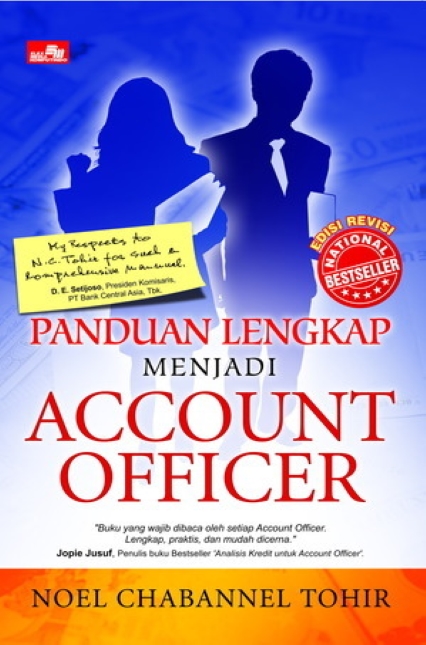 EDISI REVISI
NATIONAL
BESTSELLER
My Respects to
N.C. Tohir for such a
komprehensive manual.
D. E. Setijoso, Presiden Komisaris,
PT Bank Central Asia, Tbk.
PANDUAN LENGKAP
MENJADI
ACCOUNT
OFFICER
"Buku yang wajib dibaca oleh setiap Account Officer.
Lengkap, praktis, dan mudah dicerna."
Jopie Jusuf, Penulis buku Bestseller 'Analisis Kredit untuk Account Officer'.
NOEL CHABANNEL TOHIR